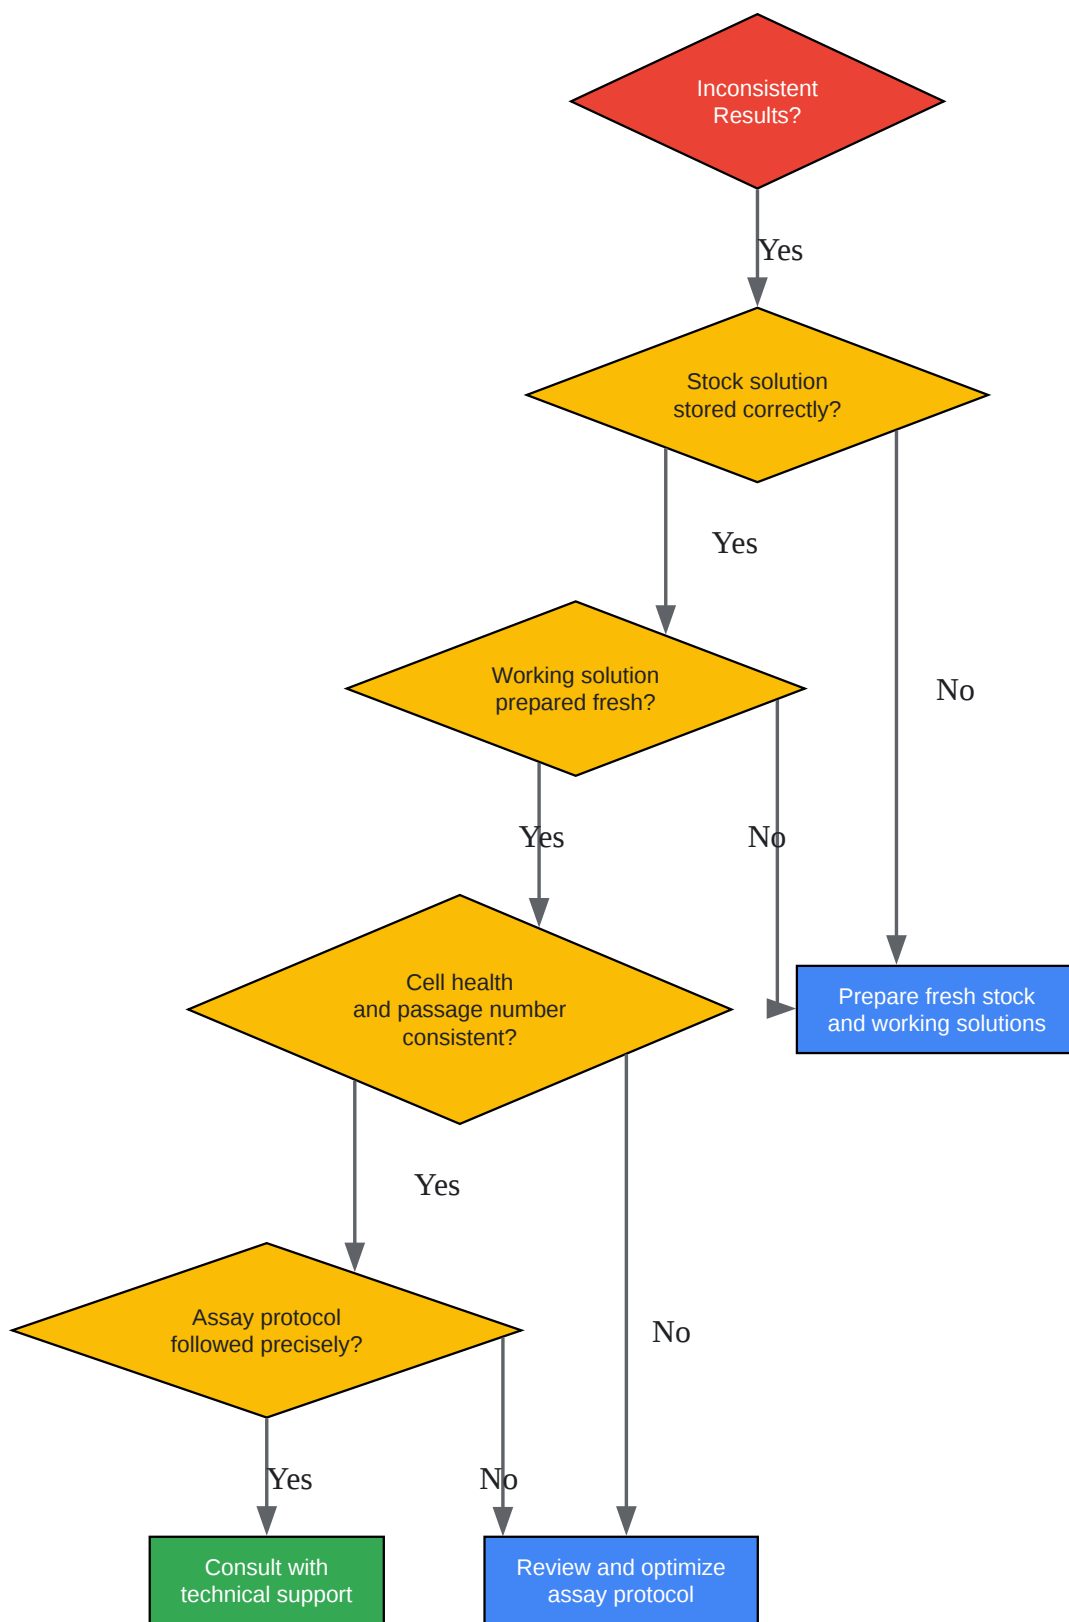 Inconsistent
Results?
Yes
Stock solution
stored correctly?
Yes
No
Working solution
prepared fresh?
Yes
No
Cell health
and passage number
consistent?
Prepare fresh stock
and working solutions
Yes
No
Assay protocol
followed precisely?
Yes
No
Consult with
technical support
Review and optimize
assay protocol